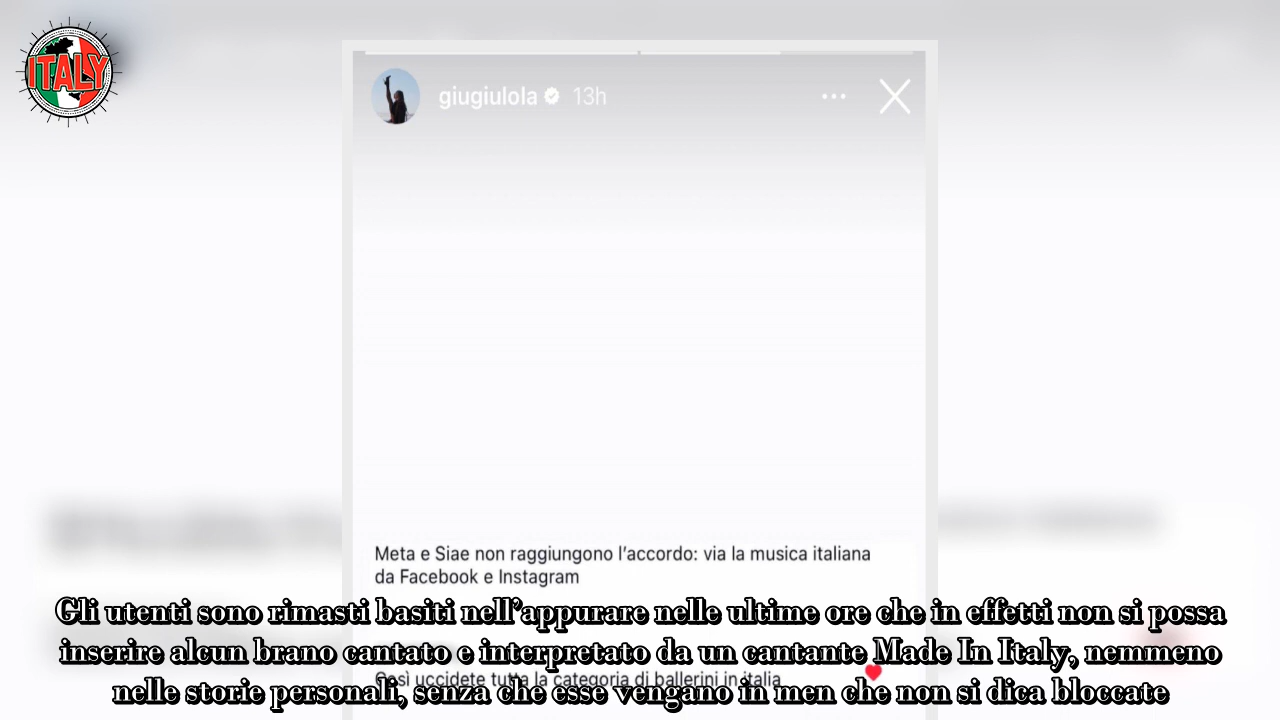 ITALY
giugiulola 13h
Meta e Siae non raggiungono l'accordo: via la musica italiana
da Facebook e Instagram
Gli utenti sono rimasti basiti nell'appurare nelle ultime ore che in effetti non si possa
inserire alcun brano cantato e interpretato da un cantante Made In Italy, nemmeno
Così uccidete tutta la categoria di ballerini in italia
nelle storie personali, senza che esse vengano in men che non si dica bloccate